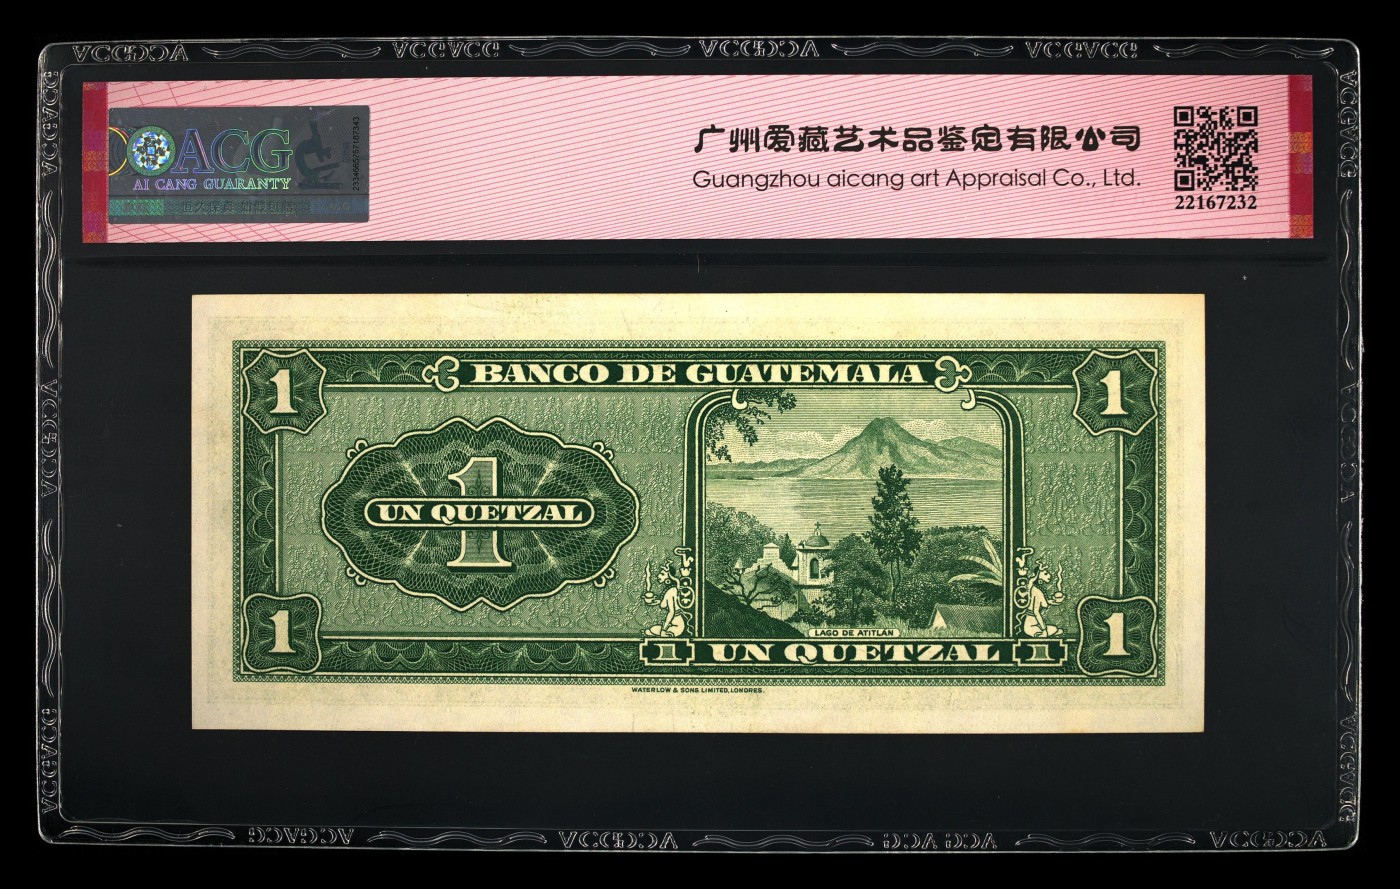 ACG
AI CANG GUARANTY
广州爱藏艺术品鉴定有限公司
Guangzhou aicang art Appraisal Co., Ltd.
22167232
1 BANCO DE GUATEMALA 1
1
UN QUETZAL
LAGO DE ATITLÁN
1 1 UN QUETZAL 1 1
WATERLOW & SONS LIMITED, LONDRES.